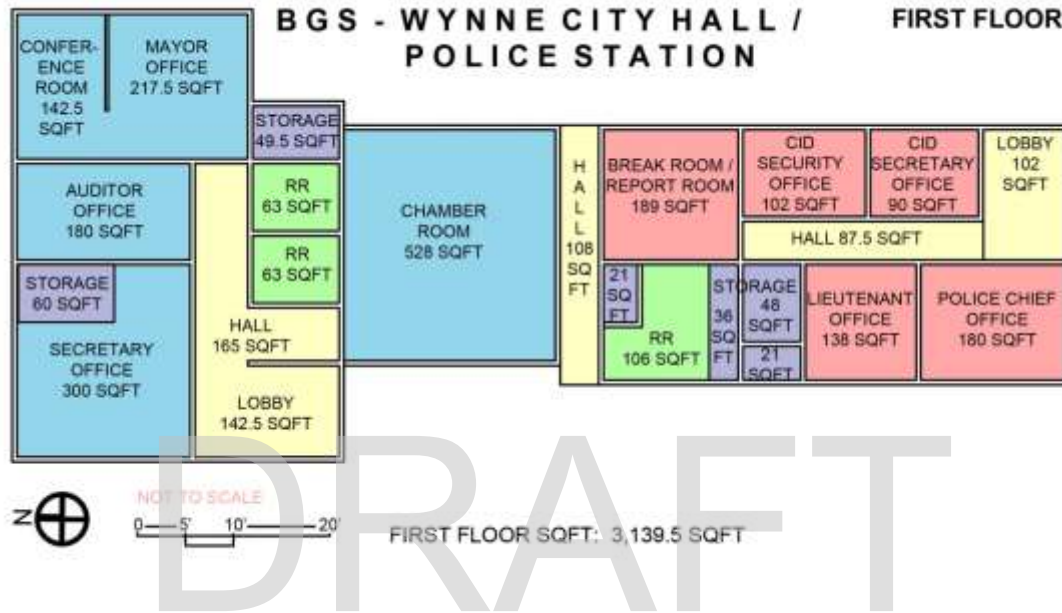 BGS - WYNNE CITY HALL /
POLICE STATION
FIRST FLOOR
CONFER-
ENCE
ROOM
142.5
SQFT
MAYOR
OFFICE
217.5 SQFT
STORAGE
49.5 SQFT
AUDITOR
OFFICE
180 SQFT
RR
63 SQFT
RR
63 SQFT
STORAGE
60 SQFT
SECRETARY
OFFICE
300 SQFT
HALL
165 SQFT
LOBBY
142.5 SQFT
CHAMBER
ROOM
528 SQFT
H
A
L
L
108
SQ
FT
BREAK ROOM /
REPORT ROOM
189 SQFT
CID
SECURITY
OFFICE
102 SQFT
CID
SECRETARY
OFFICE
90 SQFT
LOBBY
102
SQFT
HALL 87.5 SQFT
21
SQ
FT
RR
106 SQFT
STORAGE
36
SQ
FT
48
SQFT
21
SQFT
LIEUTENANT
OFFICE
138 SQFT
POLICE CHIEF
OFFICE
180 SQFT
N
NOT TO SCALE
0 5' 10' 20'
FIRST FLOOR SQFT: 3,139.5 SQFT
DRAFT